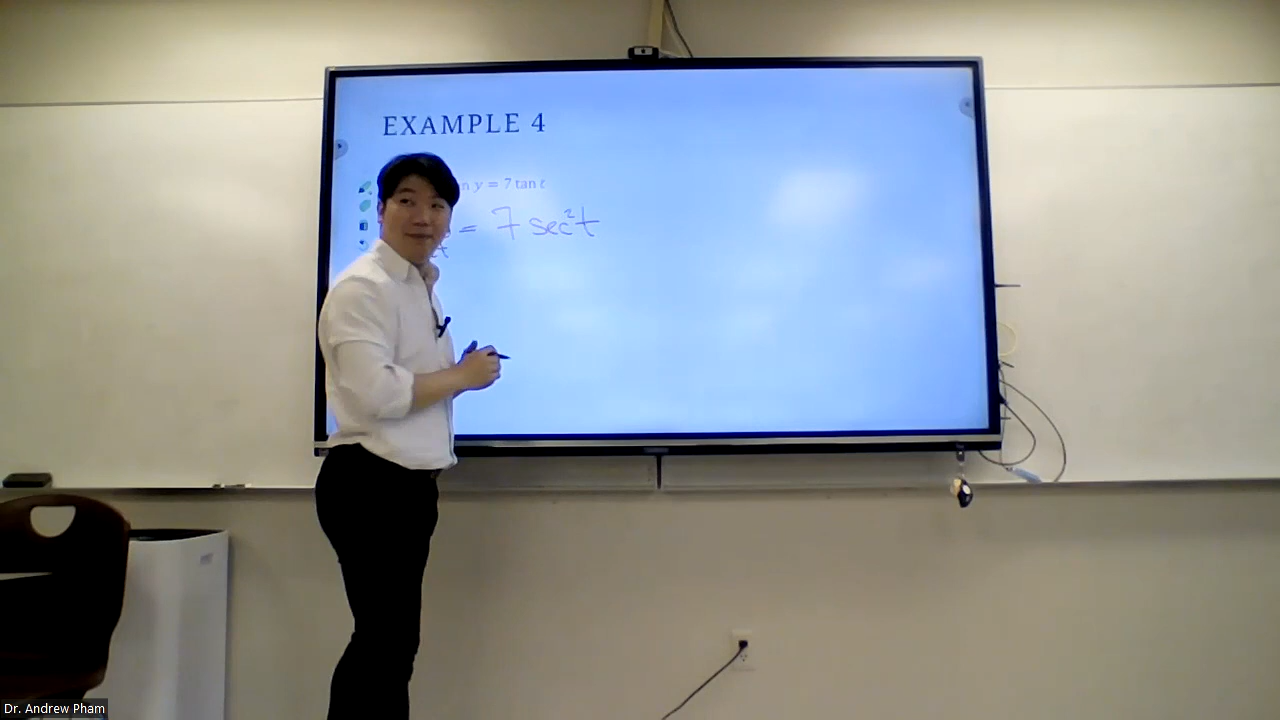 EXAMPLE 4
y = 7 tan t
= 7 sec²t
Dr. Andrew Pham